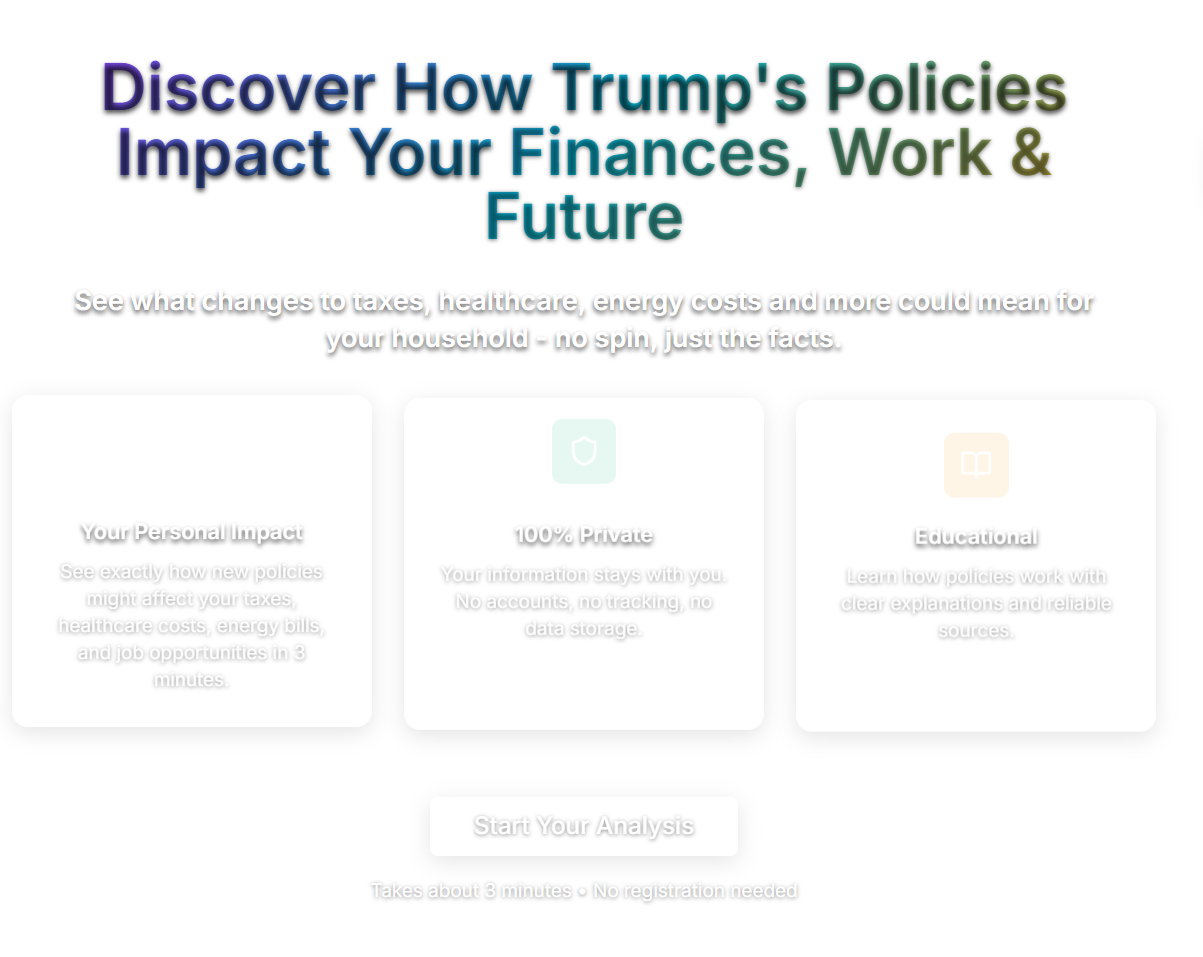 Discover How Trump's Policies
Impact Your Finances, Work &
Future
See what changes to taxes, healthcare, energy costs and more could mean for
your household - no spin, just the facts.
Your Personal Impact
See exactly how new policies
might affect your taxes,
healthcare costs, energy bills,
and job opportunities in 3
minutes.
100% Private
Your information stays with you.
No accounts, no tracking, no
data storage.
Educational
Learn how policies work with
clear explanations and reliable
sources.
Start Your Analysis
Takes about 3 minutes • No registration needed